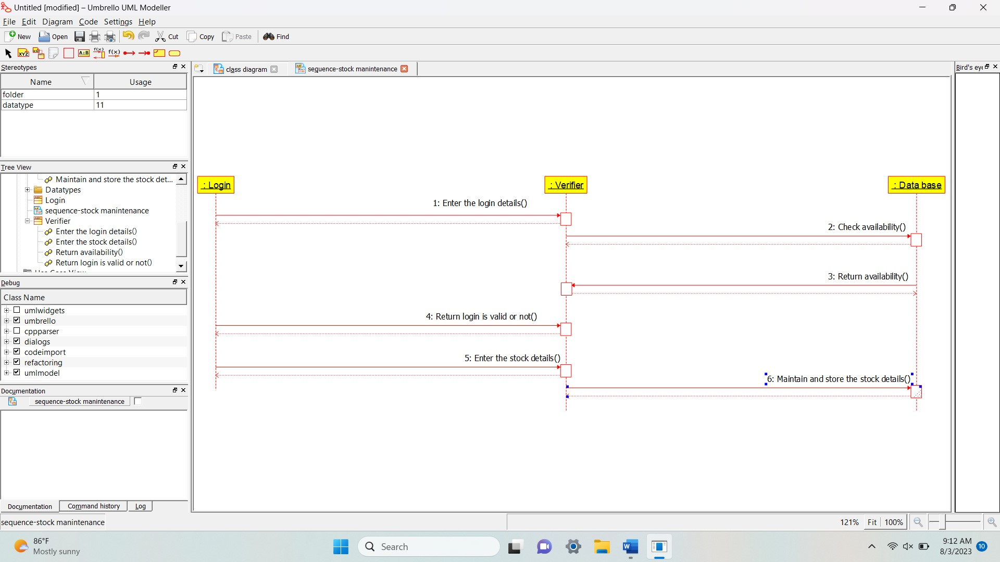 Untitled [modified] – Umbrello UML Modeller
File Edit Diagram Code Settings Help
New Open Cut Copy Paste Find
XYZ A:B f(x) f(x)
Stereotypes
Name Usage
folder 1
datatype 11
Tree View
Maintain and store the stock det...
Datatypes
Login
sequence-stock manintenance
Verifier
Enter the login details()
Enter the stock details()
Return availability()
Return login is valid or not()
Debug
Class Name
umlwidgets
umbrello
cppparser
dialogs
codeimport
refactoring
umlmodel
Documentation
sequence-stock manintenance
Documentation Command history Log
class diagram sequence-stock manintenance
Bird's eye
: Login : Verifier : Data base
1: Enter the login details()
2: Check availability()
3: Return availability()
4: Return login is valid or not()
5: Enter the stock details()
6: Maintain and store the stock details()
sequence-stock manintenance
121% Fit 100%
86°F
Mostly sunny
Search
9:12 AM
8/3/2023
10